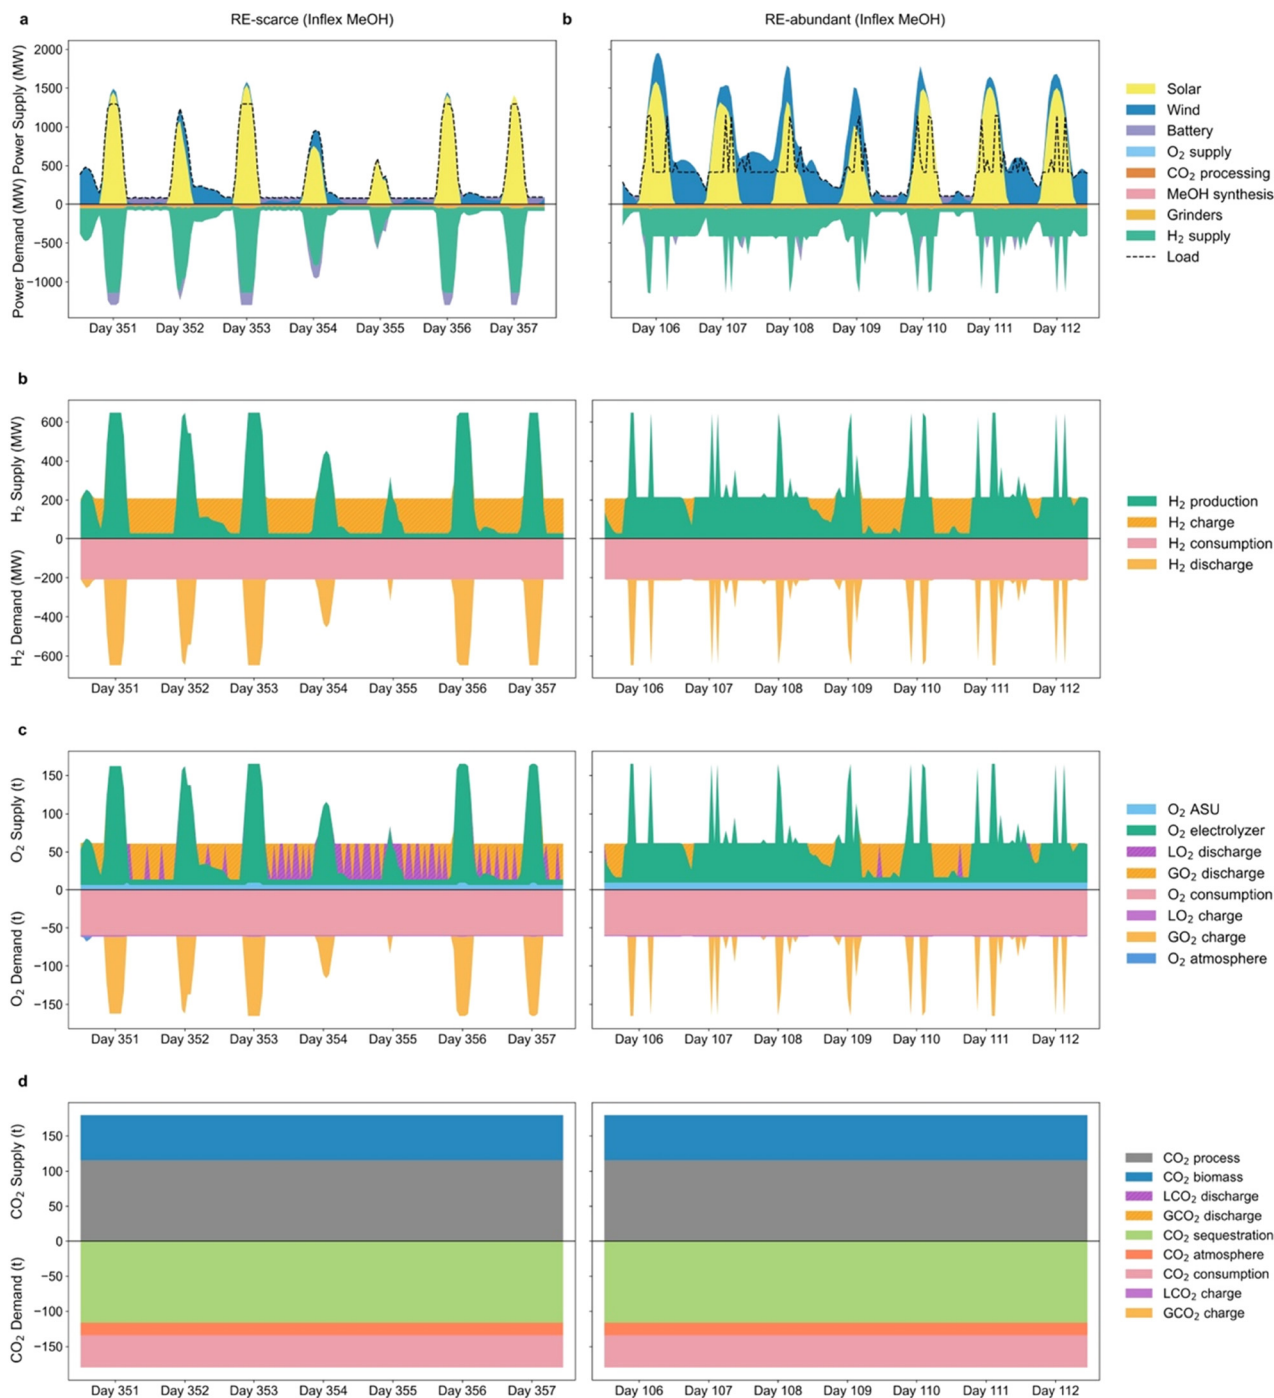 a
RE-scarce (Inflex MeOH)
b
RE-abundant (Inflex MeOH)
Power Demand (MW) Power Supply (MW)
2000
1500
1000
500
0
−500
−1000
Day 351
Day 352
Day 353
Day 354
Day 355
Day 356
Day 357
Day 106
Day 107
Day 108
Day 109
Day 110
Day 111
Day 112
Solar
Wind
Battery
O2 supply
CO2 processing
MeOH synthesis
Grinders
H2 supply
Load
b
H2 Supply (MW)
H2 Demand (MW)
600
400
200
0
−200
−400
−600
Day 351
Day 352
Day 353
Day 354
Day 355
Day 356
Day 357
Day 106
Day 107
Day 108
Day 109
Day 110
Day 111
Day 112
H2 production
H2 charge
H2 consumption
H2 discharge
c
O2 Supply (t)
O2 Demand (t)
150
100
50
0
−50
−100
−150
Day 351
Day 352
Day 353
Day 354
Day 355
Day 356
Day 357
Day 106
Day 107
Day 108
Day 109
Day 110
Day 111
Day 112
O2 ASU
O2 electrolyzer
LO2 discharge
GO2 discharge
O2 consumption
LO2 charge
GO2 charge
O2 atmosphere
d
CO2 Supply (t)
CO2 Demand (t)
150
100
50
0
−50
−100
−150
Day 351
Day 352
Day 353
Day 354
Day 355
Day 356
Day 357
Day 106
Day 107
Day 108
Day 109
Day 110
Day 111
Day 112
CO2 process
CO2 biomass
LCO2 discharge
GCO2 discharge
CO2 sequestration
CO2 atmosphere
CO2 consumption
LCO2 charge
GCO2 charge